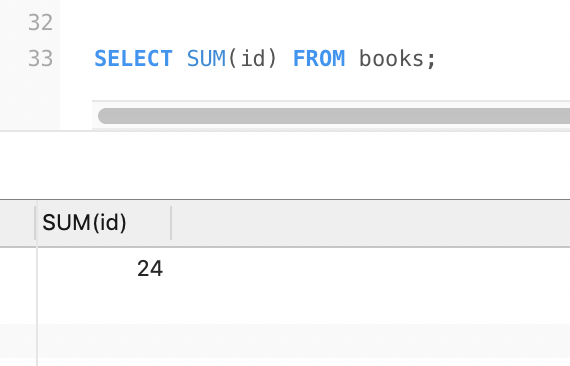 32
33 SELECT SUM(id) FROM books;
SUM(id)
24